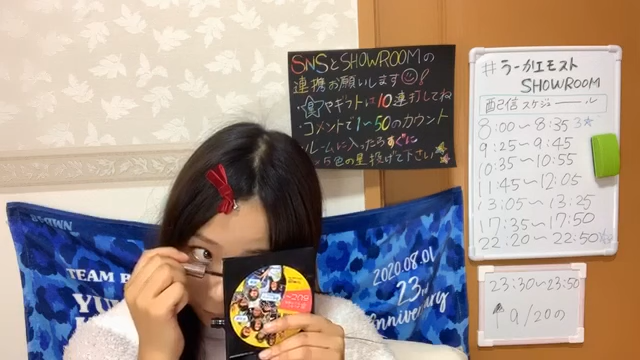 SNSとSHOWROOMの
連携お願いします
やギフトは10連打してね
・コメントで1~50のカウント
・ルームに入ったらすぐに
5色の星投げて下さい
#うーかエモスト
SHOWROOM
配信スケジュール
8:00~8:35 3☆
9:25~9:45
10:35~10:55
11:45~12:05
13:05~13:25
17:35~17:50
22:20~22:50
23:30~23:50
↑9/20の
TEAM
2020.08.01
23rd
Anniversary